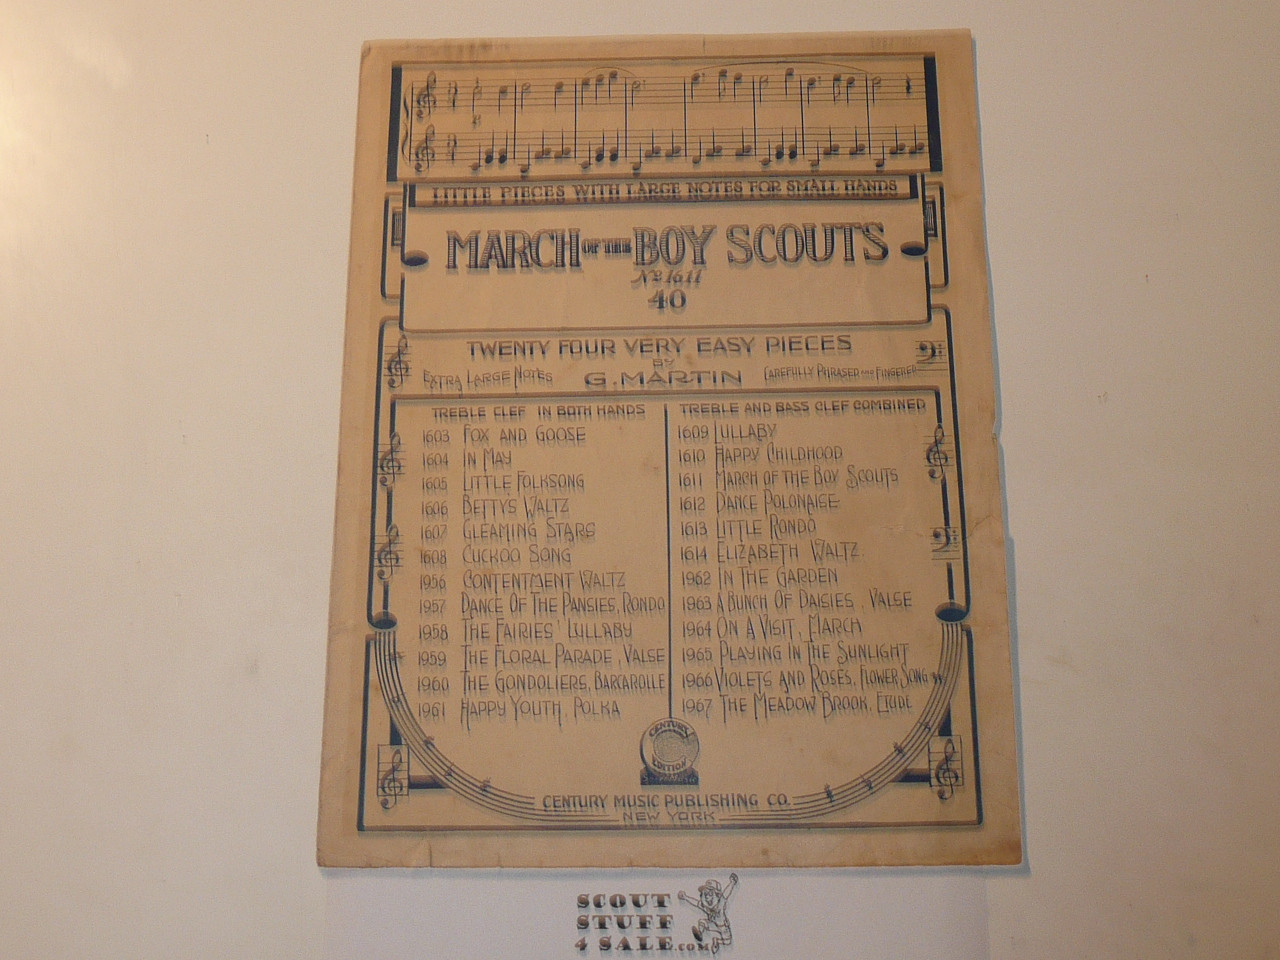 LITTLE PIECES WITH LARGE NOTES FOR SMALL HANDS
MARCH OF THE BOY SCOUTS
No 1611
40
TWENTY FOUR VERY EASY PIECES
BY
EXTRA LARGE NOTES G. MARTIN CAREFULLY PHRASED AND FINGERED
TREBLE CLEF IN BOTH HANDS
1603 FOX AND GOOSE
1604 IN MAY
1605 LITTLE FOLKSONG
1606 BETTY'S WALTZ
1607 GLEAMING STARS
1608 CUCKOO SONG
1956 CONTENTMENT WALTZ
1957 DANCE OF THE PANSIES, RONDO
1958 THE FAIRIES' LULLABY
1959 THE FLORAL PARADE, VALSE
1960 THE GONDOLIERS, BARCAROLLE
1961 HAPPY YOUTH, POLKA
TREBLE AND BASS CLEF COMBINED
1609 LULLABY
1610 HAPPY CHILDHOOD
1611 MARCH OF THE BOY SCOUTS
1612 DANCE POLONAISE
1613 LITTLE RONDO
1614 ELIZABETH WALTZ
1962 IN THE GARDEN
1963 A BUNCH OF DAISIES, VALSE
1964 ON A VISIT, MARCH
1965 PLAYING IN THE SUNLIGHT
1966 VIOLETS AND ROSES, FLOWER SONG
1967 THE MEADOW BROOK, ETUDE
CENTURY
EDITION
CENTURY MUSIC PUBLISHING CO.
NEW YORK
SCOUT
STUFF
4 SALE.COM